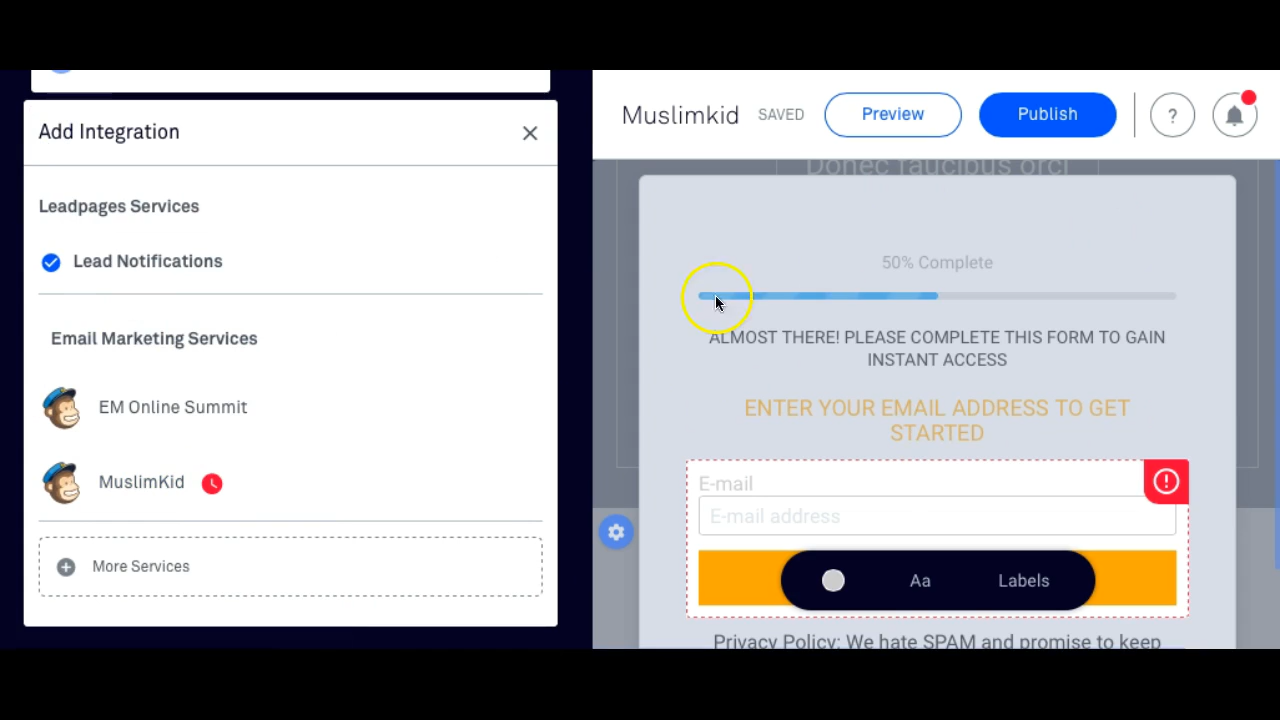 Add Integration
Leadpages Services
Lead Notifications
Email Marketing Services
EM Online Summit
MuslimKid
More Services
Muslimkid SAVED Preview Publish ?
Donec faucibus orci
50% Complete
ALMOST THERE! PLEASE COMPLETE THIS FORM TO GAIN
INSTANT ACCESS
ENTER YOUR EMAIL ADDRESS TO GET
STARTED
E-mail
E-mail address
Aa Labels
Privacy Policy: We hate SPAM and promise to keep